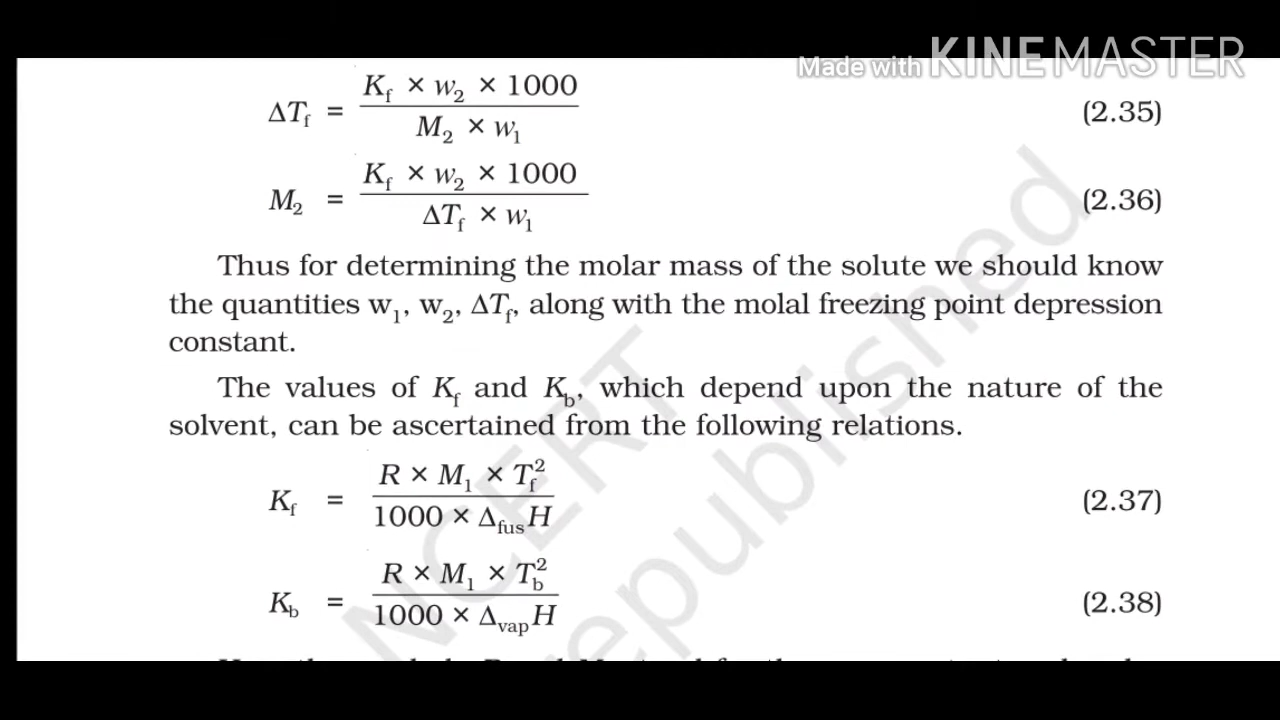 Made with KINEMASTER
ΔT_f = (K_f × w_2 × 1000) / (M_2 × w_1) (2.35)
M_2 = (K_f × w_2 × 1000) / (ΔT_f × w_1) (2.36)
Thus for determining the molar mass of the solute we should know
the quantities w_1, w_2, ΔT_f, along with the molal freezing point depression
constant.
The values of K_f and K_b, which depend upon the nature of the
solvent, can be ascertained from the following relations.
K_f = (R × M_1 × T_f^2) / (1000 × Δ_fus H) (2.37)
K_b = (R × M_1 × T_b^2) / (1000 × Δ_vap H) (2.38)
NCERT
republished